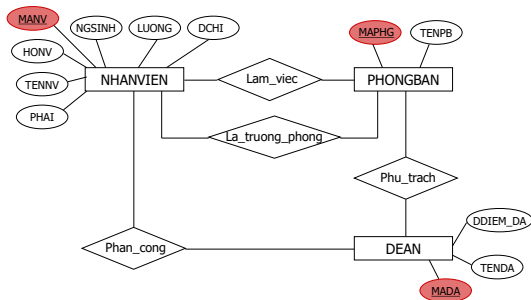 MANV
NGSINH
LUONG
DCHI
MAPHG
TENPB
HONV
NHANVIEN
Lam_viec
PHONGBAN
TENNV
PHAI
La_truong_phong
Phu_trach
DDIEM_DA
Phan_cong
DEAN
TENDA
MADA